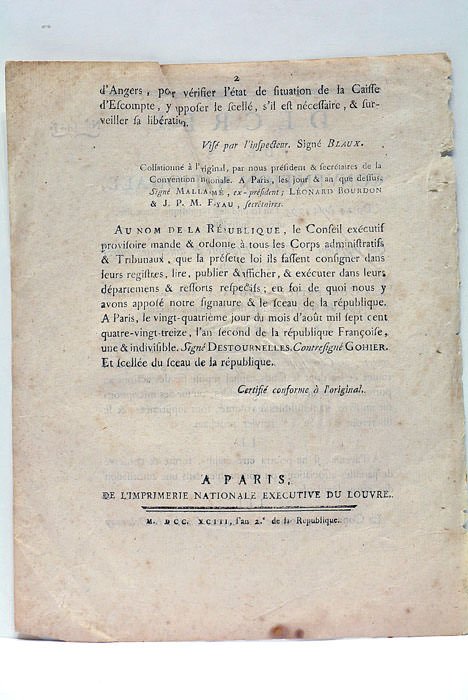 2
d'Angers, por vérifier l'état de situation de la Caisse
d'Escompte, y apposer le scellé, s'il est nécessaire, & sur-
veiller sa libératin.
Visé par l'inspecteur. Signé BLAUX.
Collationné à l'original, par nous président & secrétaires de la
Convention nationale. A Paris, les jour & an que dessus.
Signé MALLARMÉ, ex-président; LÉONARD BOURDON
& J. P. M. FAYAU, secrétaires.
AU NOM DE LA RÉPUBLIQUE, le Conseil exécutif
provisoire mande & ordonne à tous les Corps administratifs
& Tribunaux, que la présente loi ils fassent consigner dans
leurs registres, lire, publier & afficher, & exécuter dans leurs
départemens & ressorts respectifs; en foi de quoi nous y
avons apposé notre signature & le sceau de la république.
A Paris, le vingt-quatrième jour du mois d'août mil sept cent
quatre-vingt-treize, l'an second de la république Françoise,
une & indivisible. Signé DESTOURNELLES. Contresigné GOHIER.
Et scellée du sceau de la république.
Certifié conforme à l'original.
A PARIS,
DE L'IMPRIMERIE NATIONALE EXECUTIVE DU LOUVRE.
M. DCC. XCIII, l'an 2.e de la République.